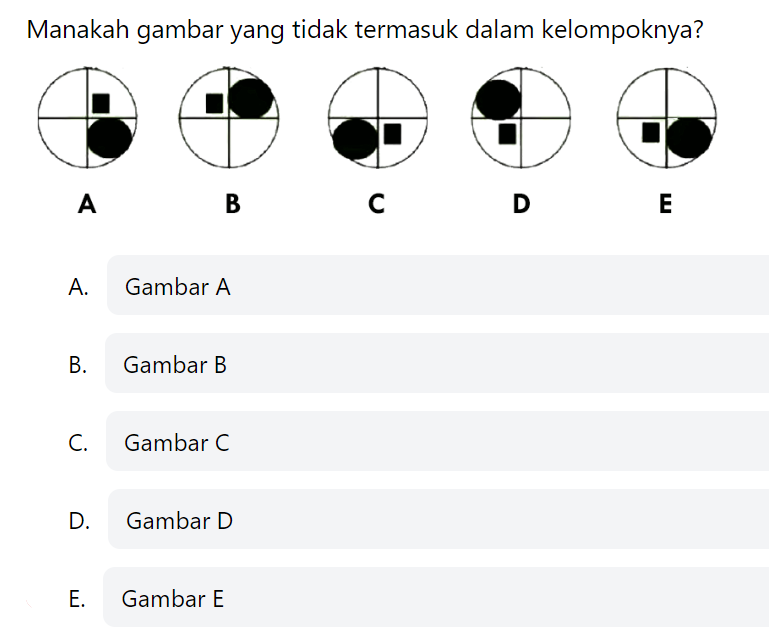 Manakah gambar yang tidak termasuk dalam kelompoknya?
A B C D E
A. Gambar A
B. Gambar B
C. Gambar C
D. Gambar D
E. Gambar E